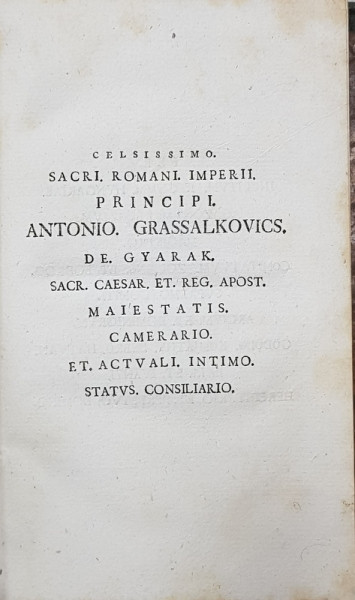 CELSISSIMO.
SACRI. ROMANI. IMPERII.
PRINCIPI.
ANTONIO. GRASSALKOVICS.
DE. GYARAK.
SACR. CAESAR. ET. REG. APOST.
MAIESTATIS.
CAMERARIO.
ET. ACTVALI. INTIMO.
STATVS. CONSILIARIO.